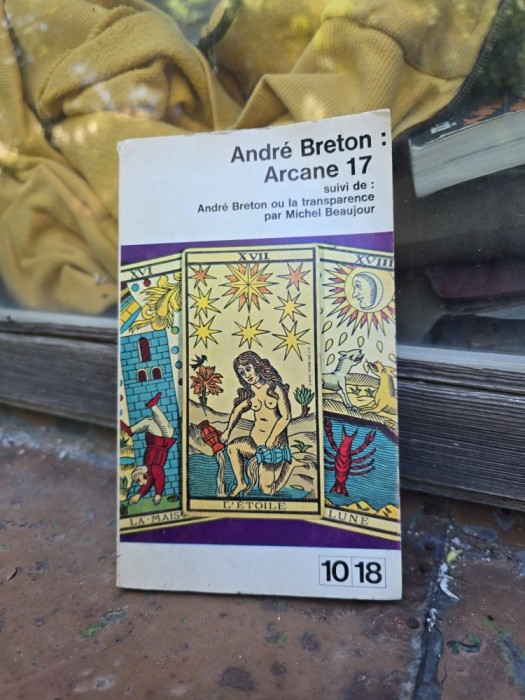 André Breton :
Arcane 17
suivi de :
André Breton ou la transparence
par Michel Beaujour
XVI
XVII
XVIII
LA·MAIS
L'ÉTOILE
LUNE
10 18